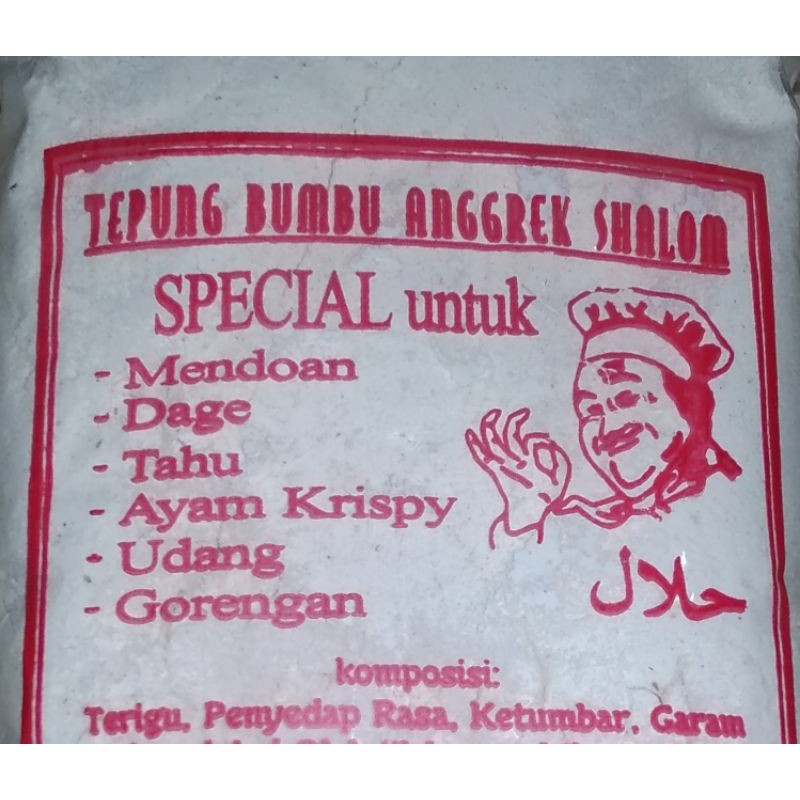 TEPUNG BUMBU ANGGREK SHALOM
SPECIAL untuk
- Mendoan
- Dage
- Tahu
- Ayam Krispy
- Udang
- Gorengan
حلال
komposisi:
Terigu, Penyedap Rasa, Ketumbar, Garam